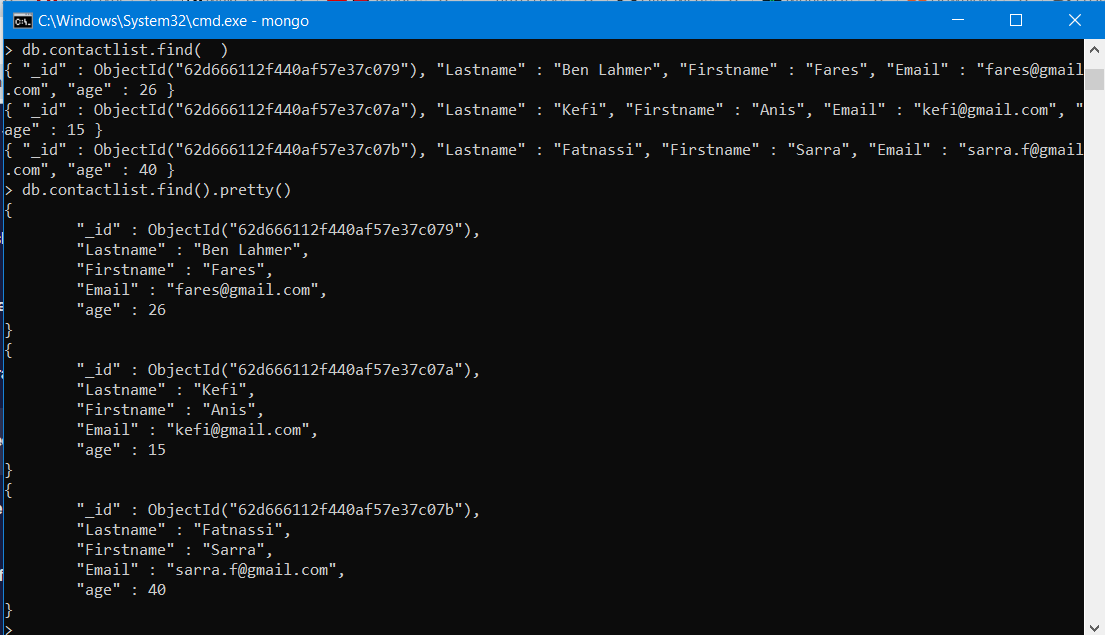 C:\Windows\System32\cmd.exe - mongo
> db.contactlist.find(  )
{ "_id" : ObjectId("62d666112f440af57e37c079"), "Lastname" : "Ben Lahmer", "Firstname" : "Fares", "Email" : "fares@gmail
.com", "age" : 26 }
{ "_id" : ObjectId("62d666112f440af57e37c07a"), "Lastname" : "Kefi", "Firstname" : "Anis", "Email" : "kefi@gmail.com", "
age" : 15 }
{ "_id" : ObjectId("62d666112f440af57e37c07b"), "Lastname" : "Fatnassi", "Firstname" : "Sarra", "Email" : "sarra.f@gmail
.com", "age" : 40 }
> db.contactlist.find().pretty()
{
        "_id" : ObjectId("62d666112f440af57e37c079"),
        "Lastname" : "Ben Lahmer",
        "Firstname" : "Fares",
        "Email" : "fares@gmail.com",
        "age" : 26
}
{
        "_id" : ObjectId("62d666112f440af57e37c07a"),
        "Lastname" : "Kefi",
        "Firstname" : "Anis",
        "Email" : "kefi@gmail.com",
        "age" : 15
}
{
        "_id" : ObjectId("62d666112f440af57e37c07b"),
        "Lastname" : "Fatnassi",
        "Firstname" : "Sarra",
        "Email" : "sarra.f@gmail.com",
        "age" : 40
}
>